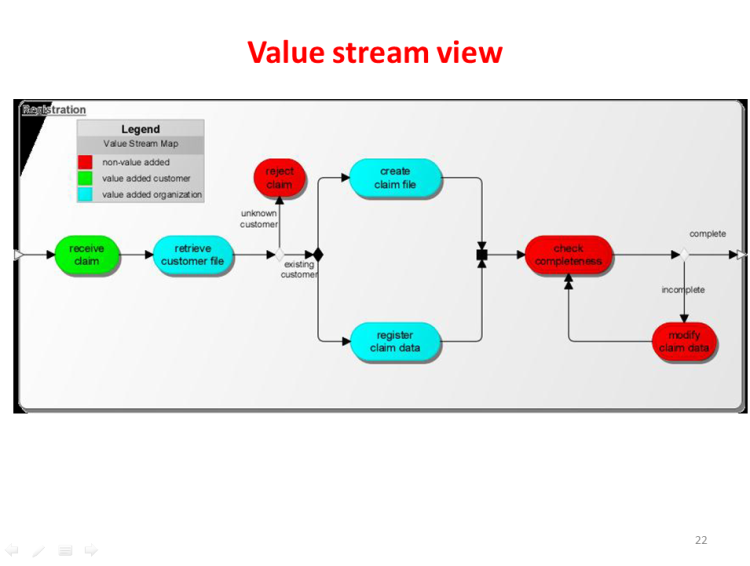 Value stream view
Registration
Legend
Value Stream Map
non-value added
value added customer
value added organization
receive
claim
retrieve
customer file
unknown
customer
reject
claim
existing
customer
create
claim file
register
claim data
check
completeness
complete
incomplete
modify
claim data
22